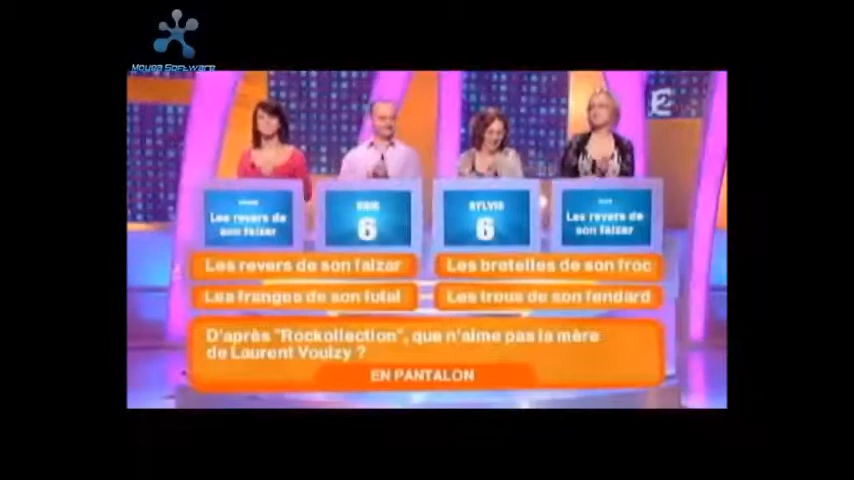 Movea Software
2
Les revers de
son falzar
6
SYLVIE
6
Les revers de
son falzar
Les revers de son falzar
Les bretelles de son froc
Les franges de son futal
Les trous de son fendard
D'après "Rockollection", que n'aime pas la mère
de Laurent Voulzy ?
EN PANTALON